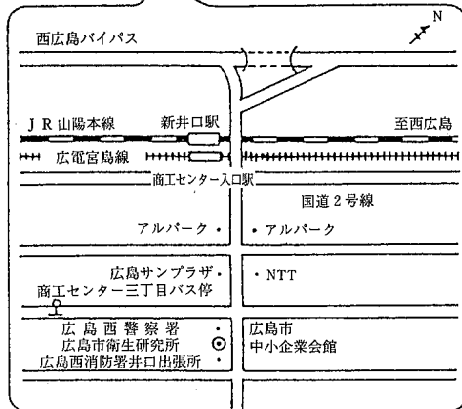 N
西広島バイパス
JR山陽本線
新井口駅
至西広島
広電宮島線
商工センター入口駅
国道2号線
アルパーク
アルパーク
広島サンプラザ
NTT
商工センター三丁目バス停
広島西警察署
広島市
広島市衛生研究所
中小企業会館
広島西消防署井口出張所